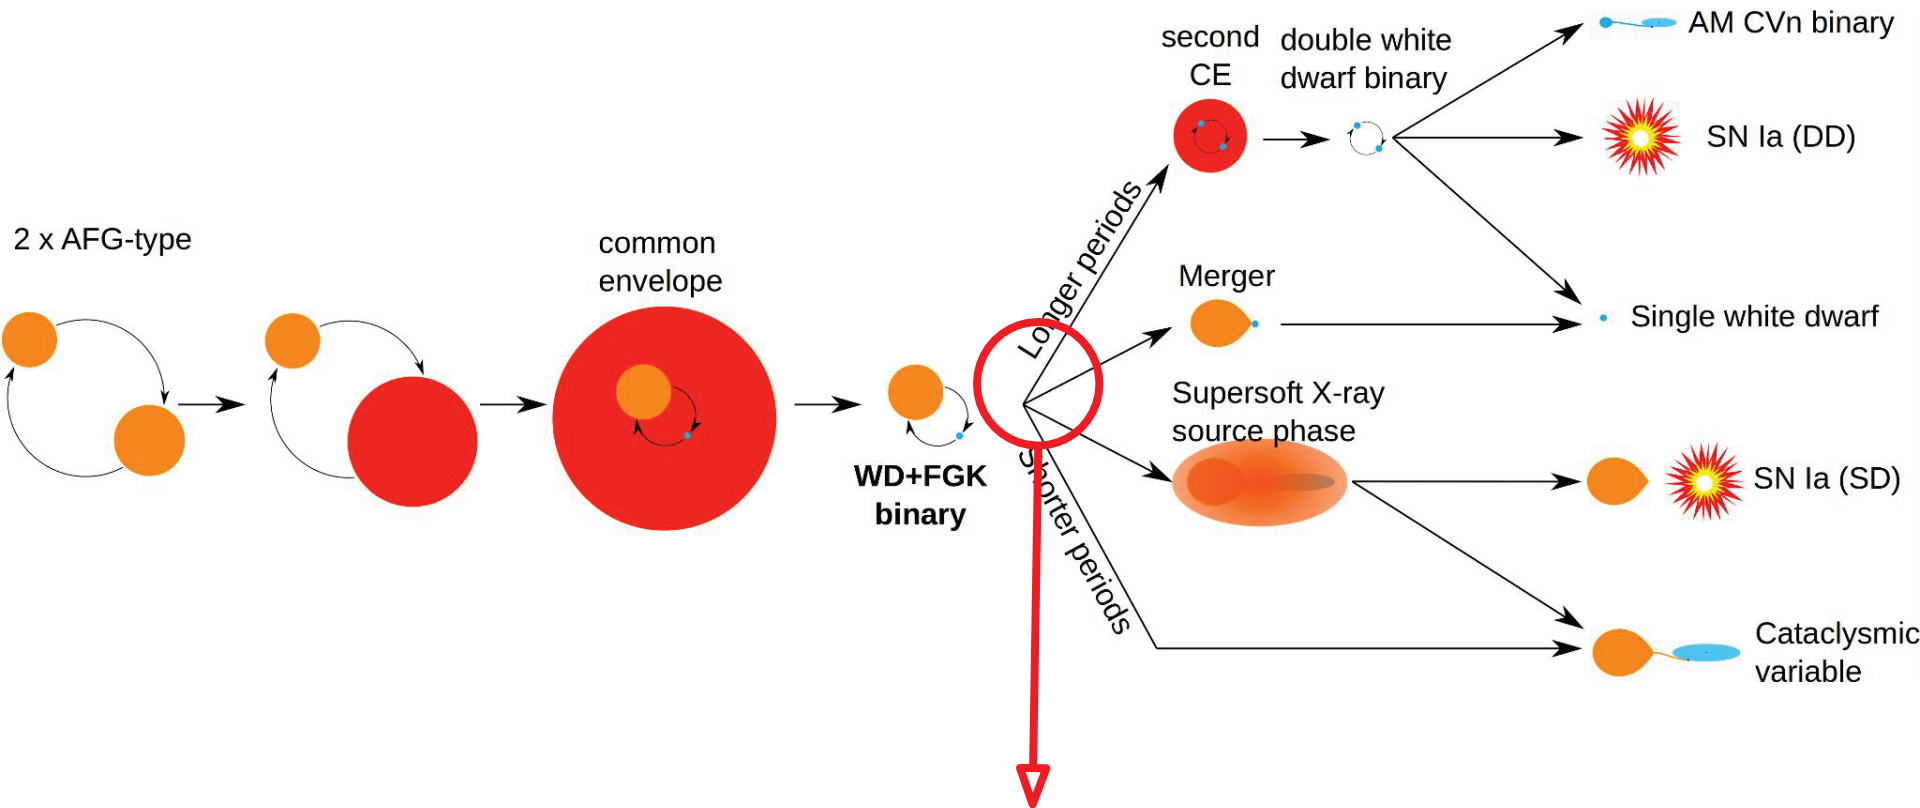 2 x AFG-type
common
envelope
WD+FGK
binary
Longer periods
Shorter periods
second
CE
double white
dwarf binary
Merger
Supersoft X-ray
source phase
AM CVn binary
SN Ia (DD)
Single white dwarf
SN Ia (SD)
Cataclysmic
variable